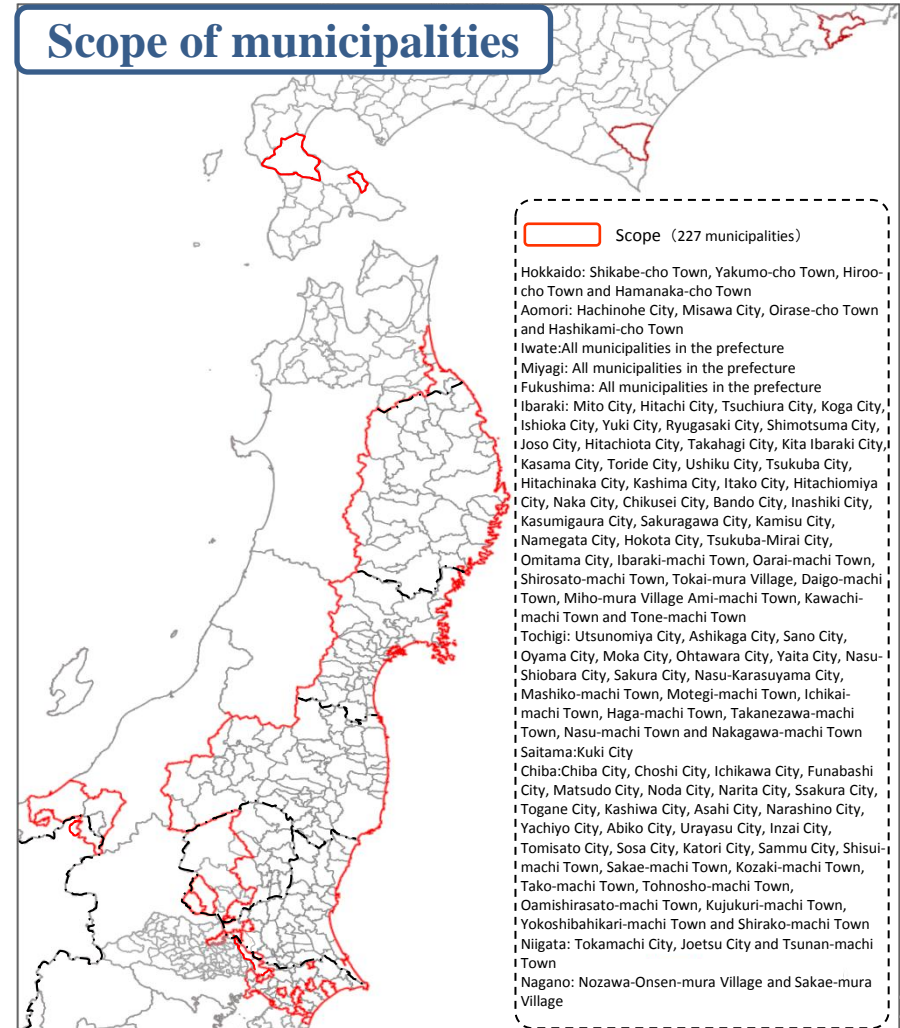 Scope of municipalities
Scope（227 municipalities）
Hokkaido: Shikabe-cho Town, Yakumo-cho Town, Hiroo-
cho Town and Hamanaka-cho Town
Aomori: Hachinohe City, Misawa City, Oirase-cho Town
and Hashikami-cho Town
Iwate:All municipalities in the prefecture
Miyagi: All municipalities in the prefecture
Fukushima: All municipalities in the prefecture
Ibaraki: Mito City, Hitachi City, Tsuchiura City, Koga City,
Ishioka City, Yuki City, Ryugasaki City, Shimotsuma City,
Joso City, Hitachiota City, Takahagi City, Kita Ibaraki City,
Kasama City, Toride City, Ushiku City, Tsukuba City,
Hitachinaka City, Kashima City, Itako City, Hitachiomiya
City, Naka City, Chikusei City, Bando City, Inashiki City,
Kasumigaura City, Sakuragawa City, Kamisu City,
Namegata City, Hokota City, Tsukuba-Mirai City,
Omitama City, Ibaraki-machi Town, Oarai-machi Town,
Shirosato-machi Town, Tokai-mura Village, Daigo-machi
Town, Miho-mura Village Ami-machi Town, Kawachi-
machi Town and Tone-machi Town
Tochigi: Utsunomiya City, Ashikaga City, Sano City,
Oyama City, Moka City, Ohtawara City, Yaita City, Nasu-
Shiobara City, Sakura City, Nasu-Karasuyama City,
Mashiko-machi Town, Motegi-machi Town, Ichikai-
machi Town, Haga-machi Town, Takanezawa-machi
Town, Nasu-machi Town and Nakagawa-machi Town
Saitama:Kuki City
Chiba:Chiba City, Choshi City, Ichikawa City, Funabashi
City, Matsudo City, Noda City, Narita City, Ssakura City,
Togane City, Kashiwa City, Asahi City, Narashino City,
Yachiyo City, Abiko City, Urayasu City, Inzai City,
Tomisato City, Sosa City, Katori City, Sammu City, Shisui-
machi Town, Sakae-machi Town, Kozaki-machi Town,
Tako-machi Town, Tohnosho-machi Town,
Oamishirasato-machi Town, Kujukuri-machi Town,
Yokoshibahikari-machi Town and Shirako-machi Town
Niigata: Tokamachi City, Joetsu City and Tsunan-machi
Town
Nagano: Nozawa-Onsen-mura Village and Sakae-mura
Village